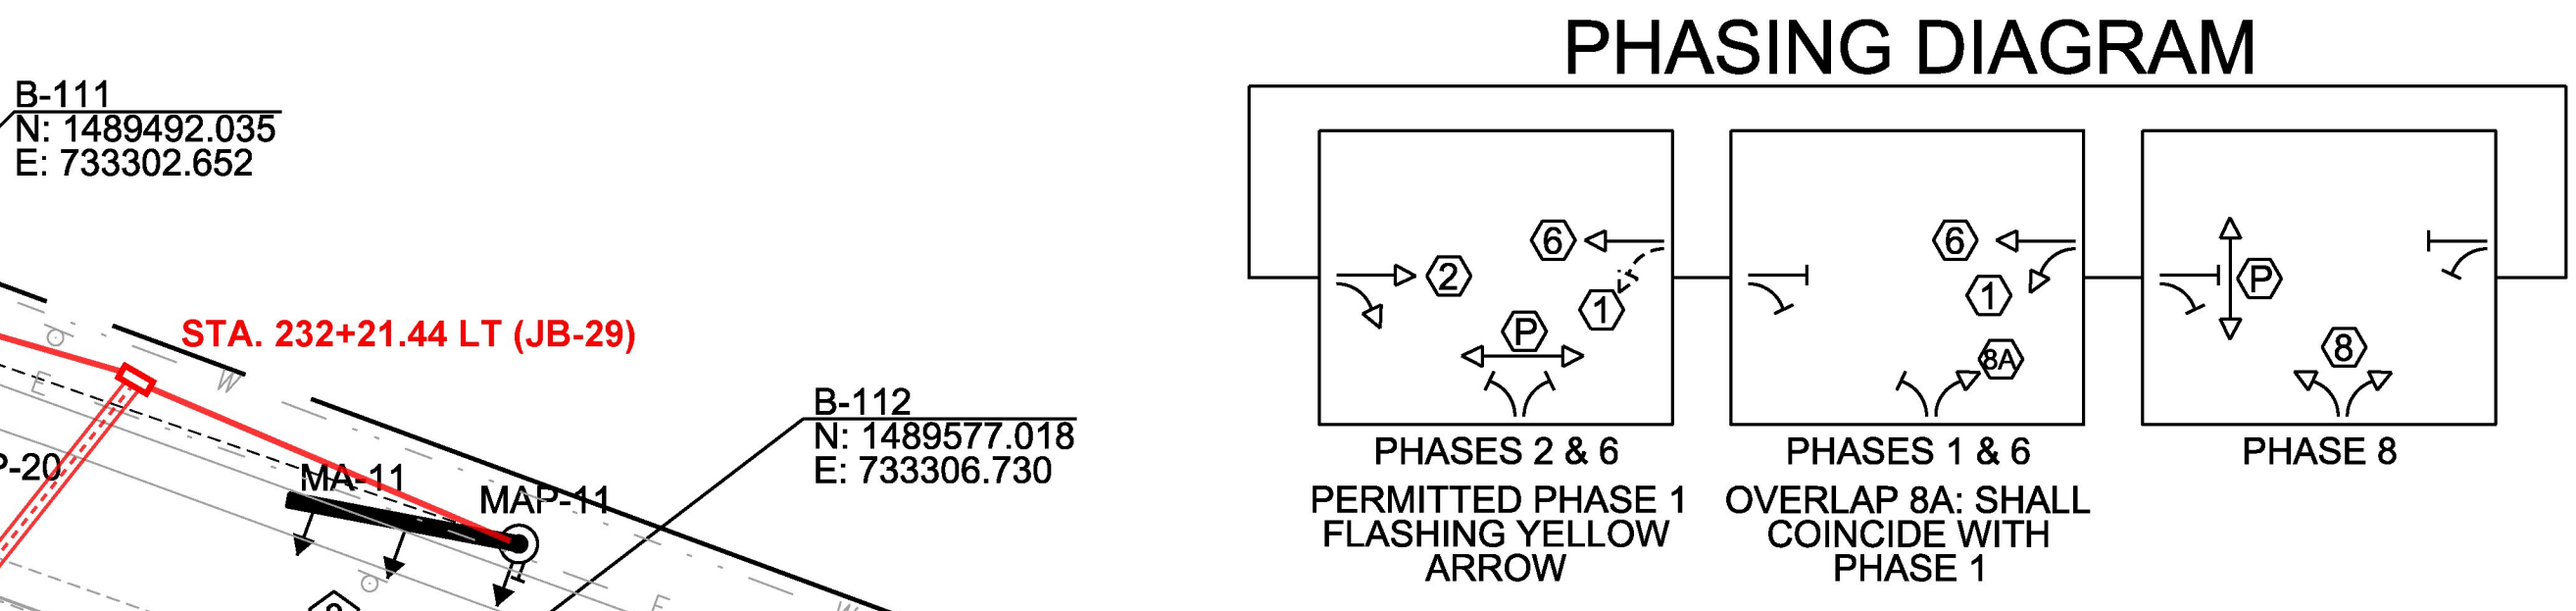 PHASING DIAGRAM
B-111
N: 1489492.035
E: 733302.652
STA. 232+21.44 LT (JB-29)
B-112
N: 1489577.018
E: 733306.730
P-20
MA-11
MAP-11
E
W
E
W
2
6
1
P
PHASES 2 & 6
PERMITTED PHASE 1
FLASHING YELLOW
ARROW
6
1
8A
PHASES 1 & 6
OVERLAP 8A: SHALL
COINCIDE WITH
PHASE 1
P
8
PHASE 8